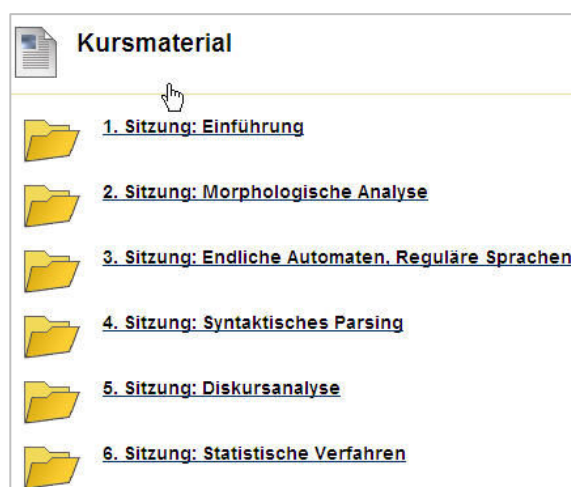 Kursmaterial
1. Sitzung: Einführung
2. Sitzung: Morphologische Analyse
3. Sitzung: Endliche Automaten, Reguläre Sprachen
4. Sitzung: Syntaktisches Parsing
5. Sitzung: Diskursanalyse
6. Sitzung: Statistische Verfahren